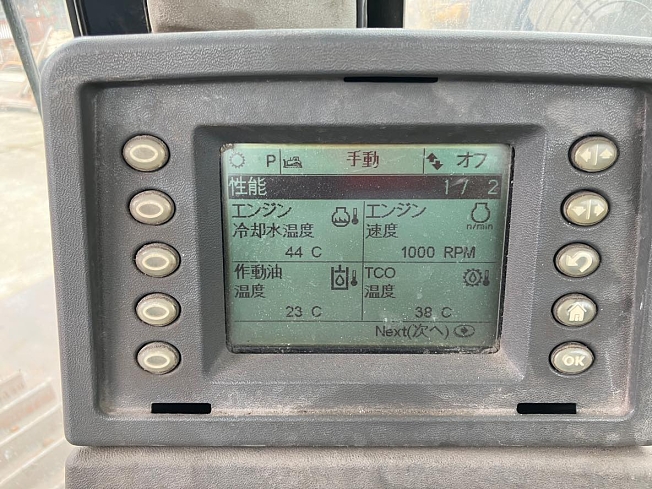 P 手動 オフ
性能 1/2
エンジン 冷却水温度
44 C
エンジン 速度
n/min
1000 RPM
作動油 温度
23 C
TCO 温度
38 C
Next(次へ)
OK